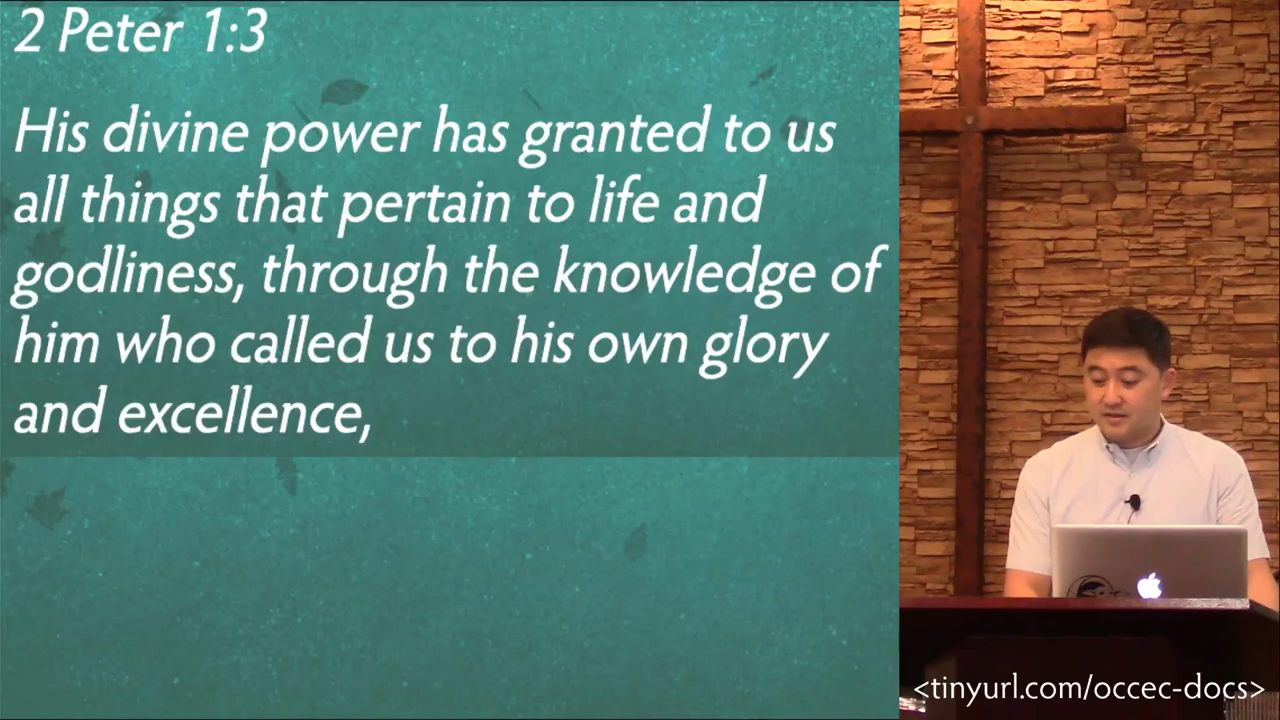 2 Peter 1:3
His divine power has granted to us
all things that pertain to life and
godliness, through the knowledge of
him who called us to his own glory
and excellence,
<tinyurl.com/occec-docs>